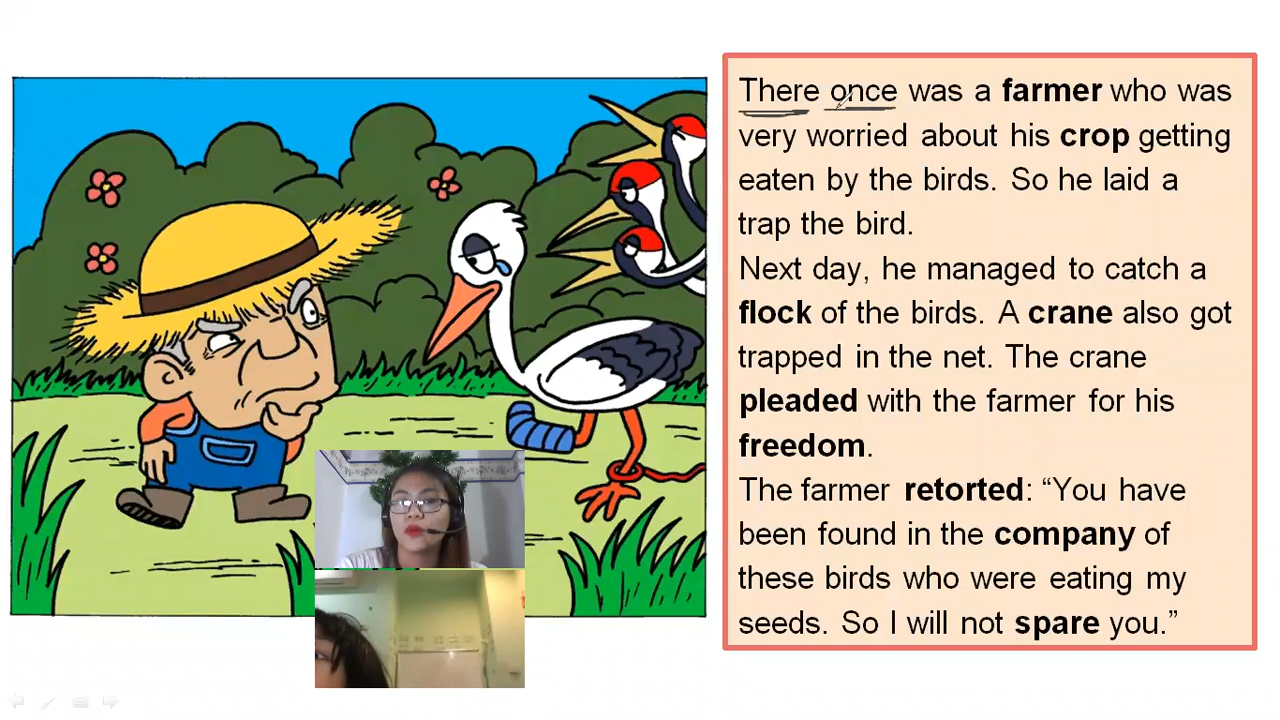 There once was a farmer who was
very worried about his crop getting
eaten by the birds. So he laid a
trap the bird.
Next day, he managed to catch a
flock of the birds. A crane also got
trapped in the net. The crane
pleaded with the farmer for his
freedom.
The farmer retorted: “You have
been found in the company of
these birds who were eating my
seeds. So I will not spare you.”